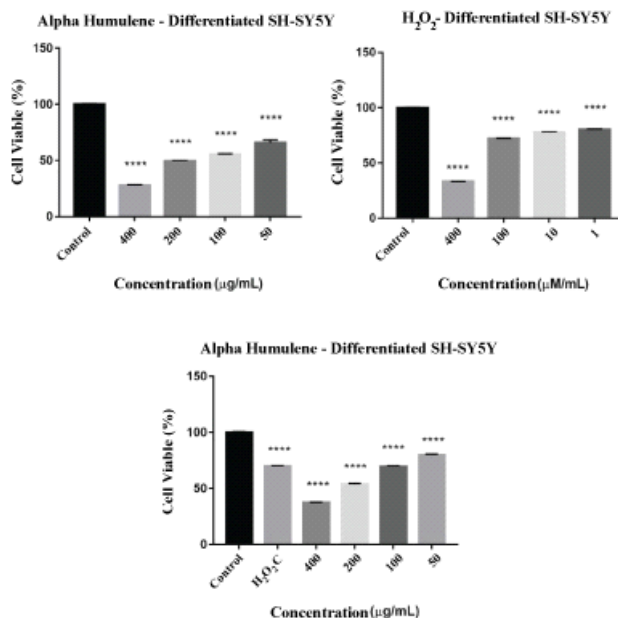 Alpha Humulene - Differentiated SH-SY5Y
Cell Viable (%)
150
100
50
0
****
****
****
****
Control
400
200
100
50
Concentration (µg/mL)
H₂O₂- Differentiated SH-SY5Y
Cell Viable (%)
150
100
50
0
****
****
****
****
Control
400
100
10
1
Concentration (µM/mL)
Alpha Humulene - Differentiated SH-SY5Y
Cell Viable (%)
150
100
50
0
****
****
****
****
****
Control
H₂O₂C
400
200
100
50
Concentration (µg/mL)